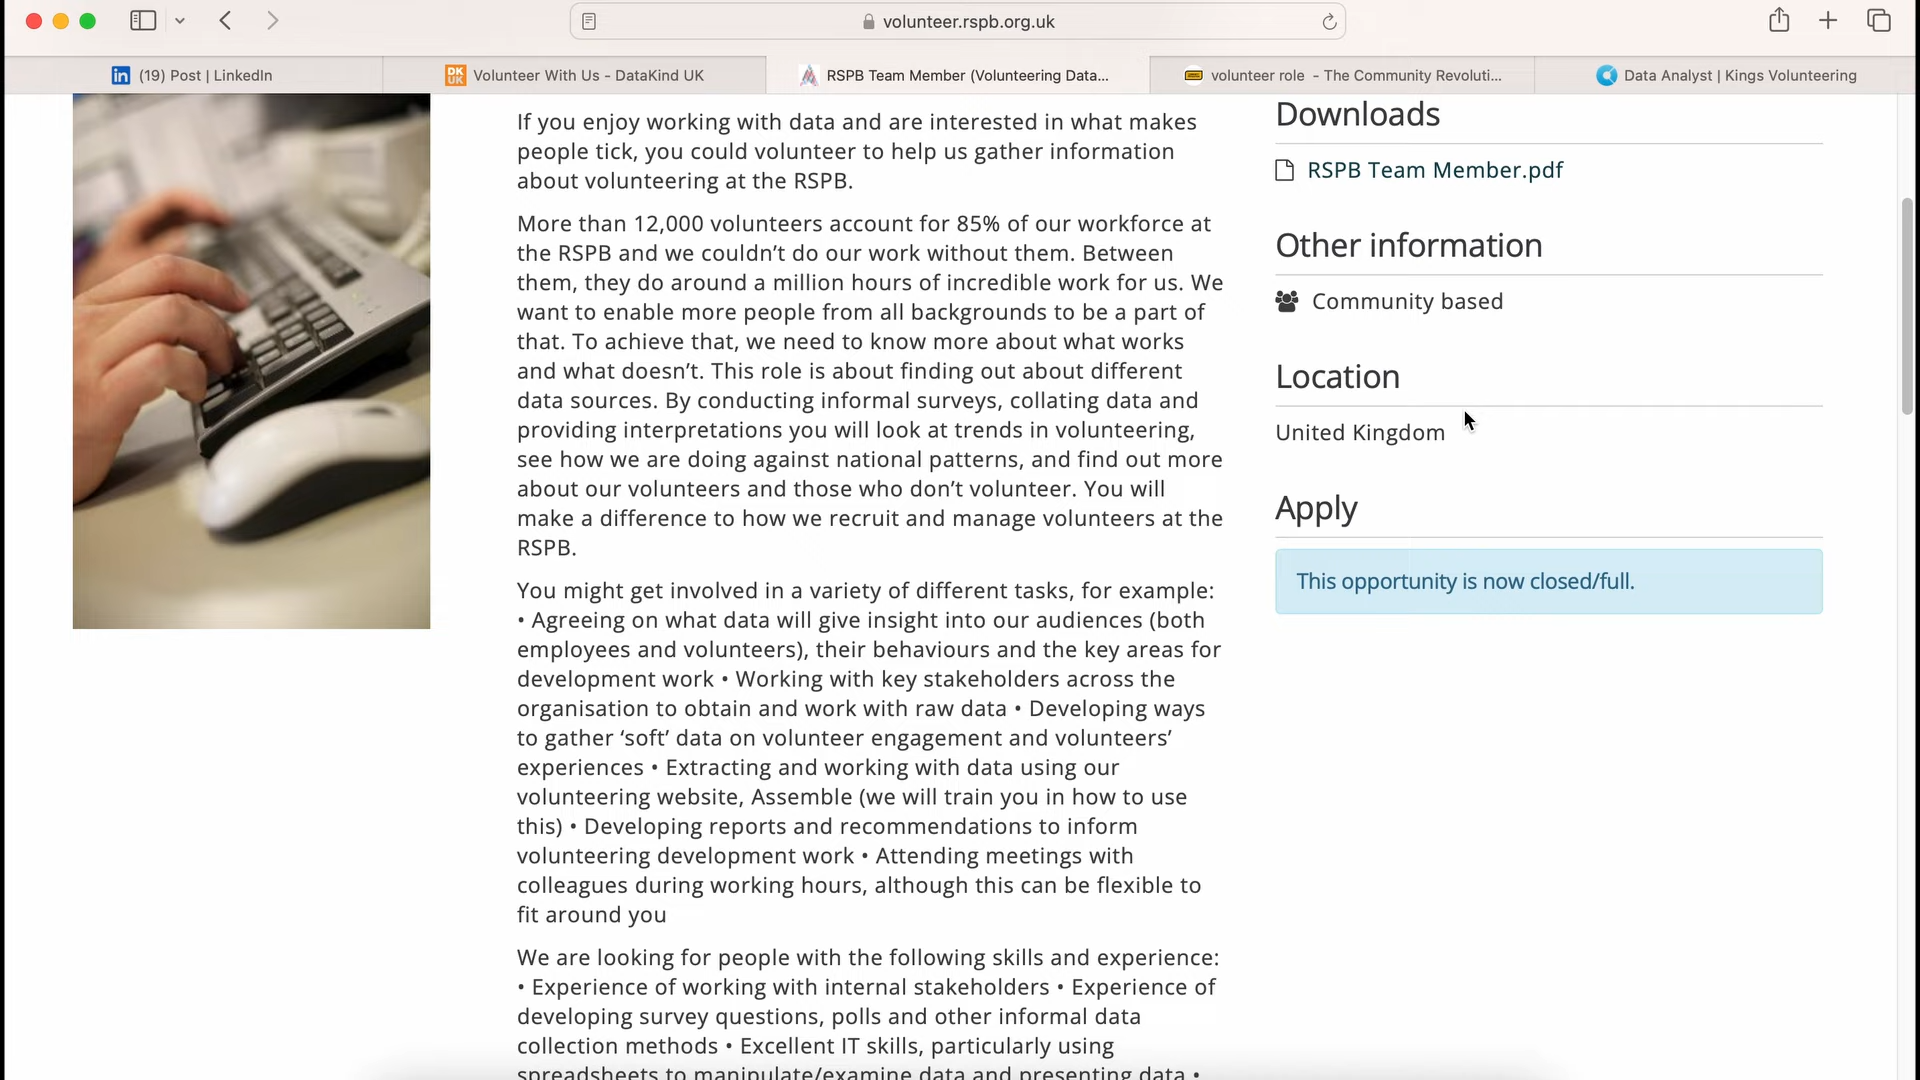 volunteer.rspb.org.uk
in (19) Post | LinkedIn
DK UK Volunteer With Us - DataKind UK
RSPB Team Member (Volunteering Data...
volunteer role - The Community Revoluti...
Data Analyst | Kings Volunteering
If you enjoy working with data and are interested in what makes
people tick, you could volunteer to help us gather information
about volunteering at the RSPB.
More than 12,000 volunteers account for 85% of our workforce at
the RSPB and we couldn’t do our work without them. Between
them, they do around a million hours of incredible work for us. We
want to enable more people from all backgrounds to be a part of
that. To achieve that, we need to know more about what works
and what doesn’t. This role is about finding out about different
data sources. By conducting informal surveys, collating data and
providing interpretations you will look at trends in volunteering,
see how we are doing against national patterns, and find out more
about our volunteers and those who don’t volunteer. You will
make a difference to how we recruit and manage volunteers at the
RSPB.
You might get involved in a variety of different tasks, for example:
• Agreeing on what data will give insight into our audiences (both
employees and volunteers), their behaviours and the key areas for
development work • Working with key stakeholders across the
organisation to obtain and work with raw data • Developing ways
to gather ‘soft’ data on volunteer engagement and volunteers’
experiences • Extracting and working with data using our
volunteering website, Assemble (we will train you in how to use
this) • Developing reports and recommendations to inform
volunteering development work • Attending meetings with
colleagues during working hours, although this can be flexible to
fit around you
We are looking for people with the following skills and experience:
• Experience of working with internal stakeholders • Experience of
developing survey questions, polls and other informal data
collection methods • Excellent IT skills, particularly using
spreadsheets to manipulate/examine data and presenting data •
Downloads
RSPB Team Member.pdf
Other information
Community based
Location
United Kingdom
Apply
This opportunity is now closed/full.